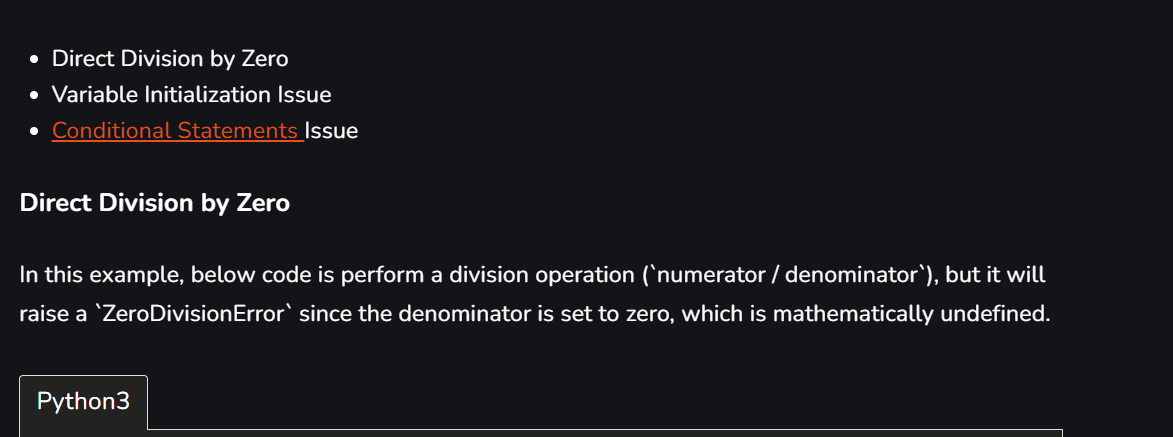 Direct Division by Zero
Variable Initialization Issue
Conditional Statements Issue
Direct Division by Zero
In this example, below code is perform a division operation (`numerator / denominator`), but it will
raise a `ZeroDivisionError` since the denominator is set to zero, which is mathematically undefined.
Python3